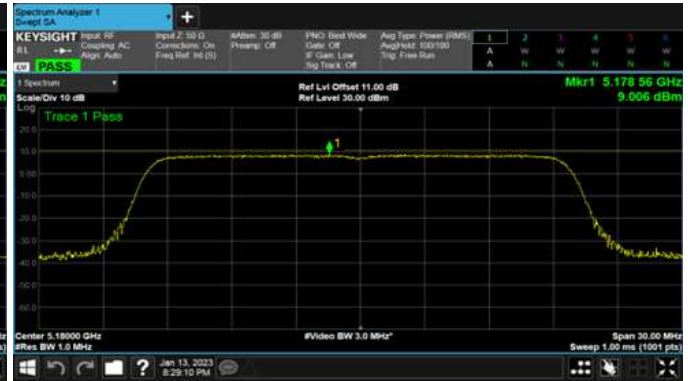 Spectrum Analyzer 1
Swept SA
+
KEYSIGHT Input: RF Input Z: 50 Ω #Atten: 30 dB PNO: Best Wide Avg Type: Power (RMS) 1 2 3 4 5 6
RL Coupling: AC Corrections: On Preamp: Off Gate: Off Avg|Hold: 100/100 A W W W W W
Align: Auto Freq Ref: Int (S) IF Gain: Low Trig: Free Run
LVI PASS Sig Track: Off A N N N N N
1 Spectrum Ref Lvl Offset 11.00 dB Mkr1 5.178 56 GHz
Scale/Div 10 dB Ref Level 30.00 dBm 9.006 dBm
Log Trace 1 Pass
20.0
10.0 1
0.00
-10.0
-20.0
-30.0
-40.0
-50.0
-60.0
Center 5.18000 GHz #Video BW 3.0 MHz* Span 30.00 MHz
#Res BW 1.0 MHz Sweep 1.00 ms (1001 pts)
? Jan 13, 2023
8:29:10 PM